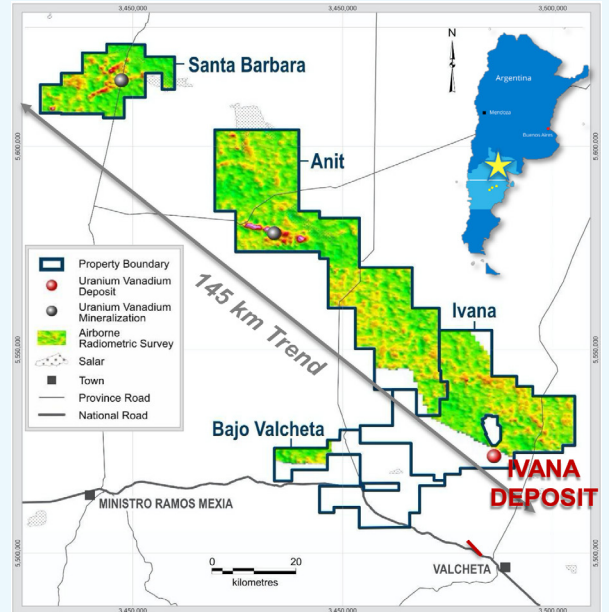 3,450,000
3,500,000
N
Santa Barbara
Argentina
Mendoza
Buenos Aires
5,600,000
5,600,000
Anit
145 km Trend
Property Boundary
Uranium Vanadium
Deposit
Uranium Vanadium
Mineralization
Airborne
Radiometric Survey
Salar
Town
Province Road
National Road
Ivana
5,550,000
5,550,000
Bajo Valcheta
IVANA
DEPOSIT
MINISTRO RAMOS MEXIA
VALCHETA
0
20
kilometres
5,500,000
5,500,000
3,450,000
3,450,000
3,500,000